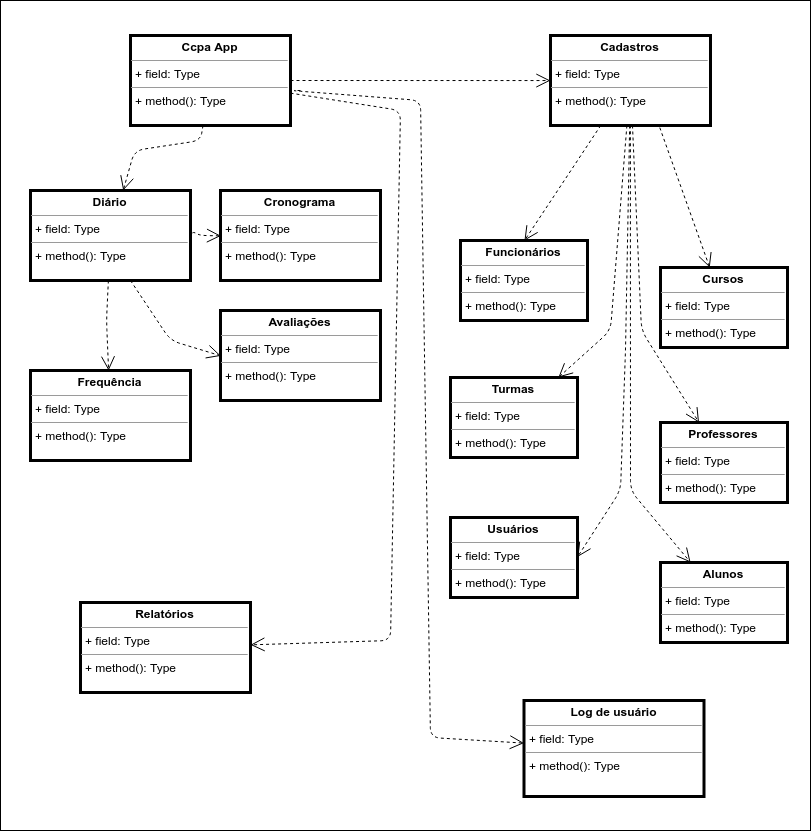 Ccpa App
+ field: Type
+ method(): Type
Cadastros
+ field: Type
+ method(): Type
Diário
+ field: Type
+ method(): Type
Cronograma
+ field: Type
+ method(): Type
Funcionários
+ field: Type
+ method(): Type
Cursos
+ field: Type
+ method(): Type
Avaliações
+ field: Type
+ method(): Type
Frequência
+ field: Type
+ method(): Type
Turmas
+ field: Type
+ method(): Type
Professores
+ field: Type
+ method(): Type
Usuários
+ field: Type
+ method(): Type
Alunos
+ field: Type
+ method(): Type
Relatórios
+ field: Type
+ method(): Type
Log de usuário
+ field: Type
+ method(): Type